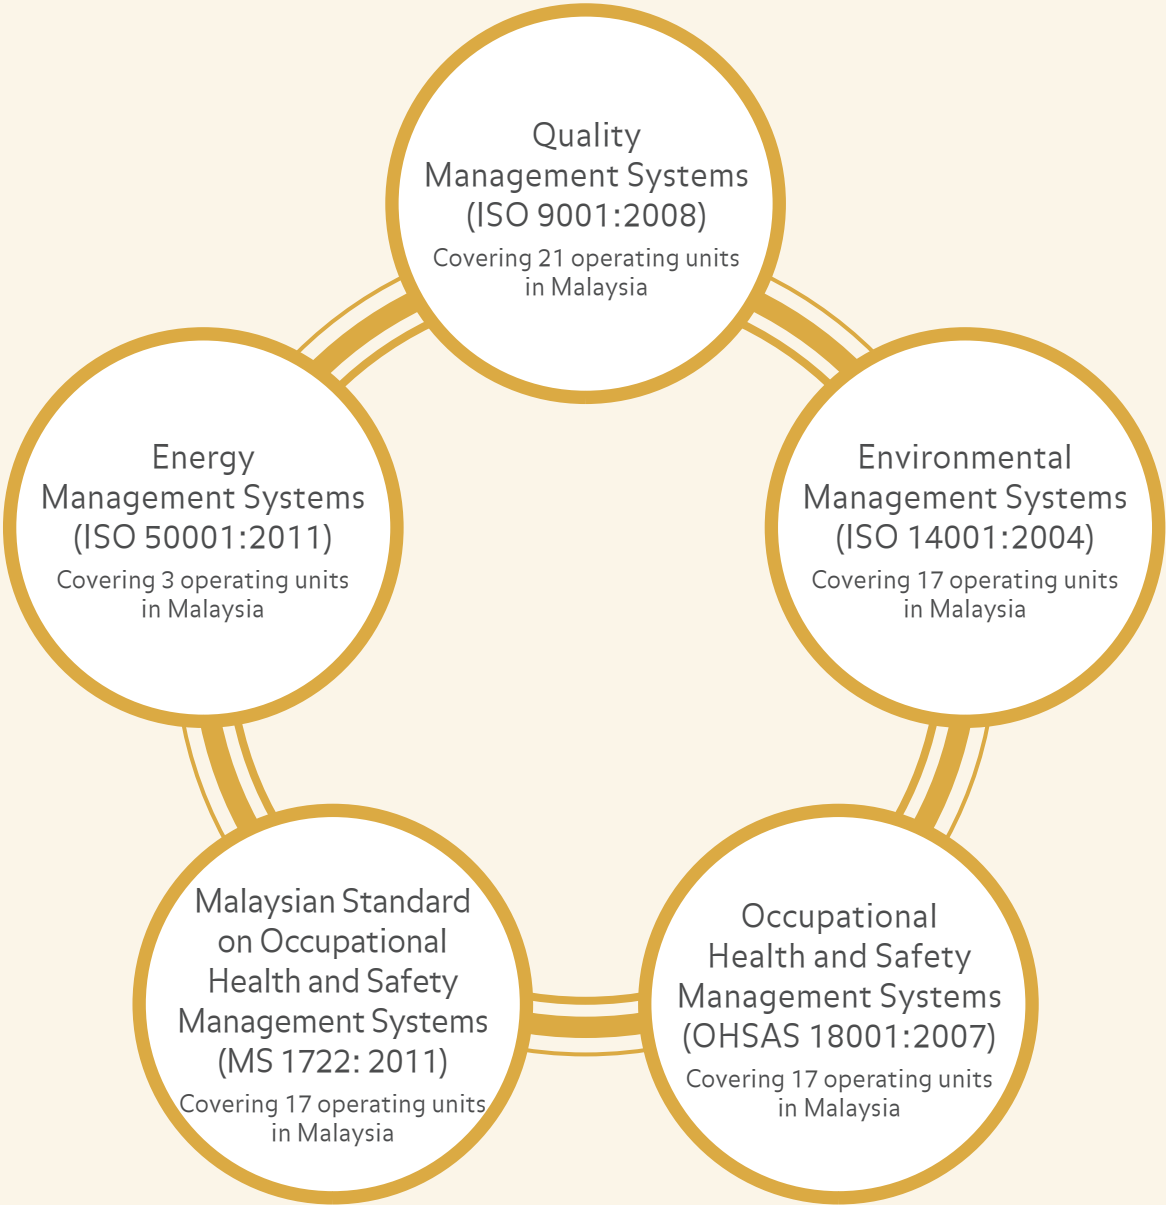 Quality
Management Systems
(ISO 9001:2008)
Covering 21 operating units
in Malaysia
Energy
Management Systems
(ISO 50001:2011)
Covering 3 operating units
in Malaysia
Environmental
Management Systems
(ISO 14001:2004)
Covering 17 operating units
in Malaysia
Malaysian Standard
on Occupational
Health and Safety
Management Systems
(MS 1722: 2011)
Covering 17 operating units
in Malaysia
Occupational
Health and Safety
Management Systems
(OHSAS 18001:2007)
Covering 17 operating units
in Malaysia